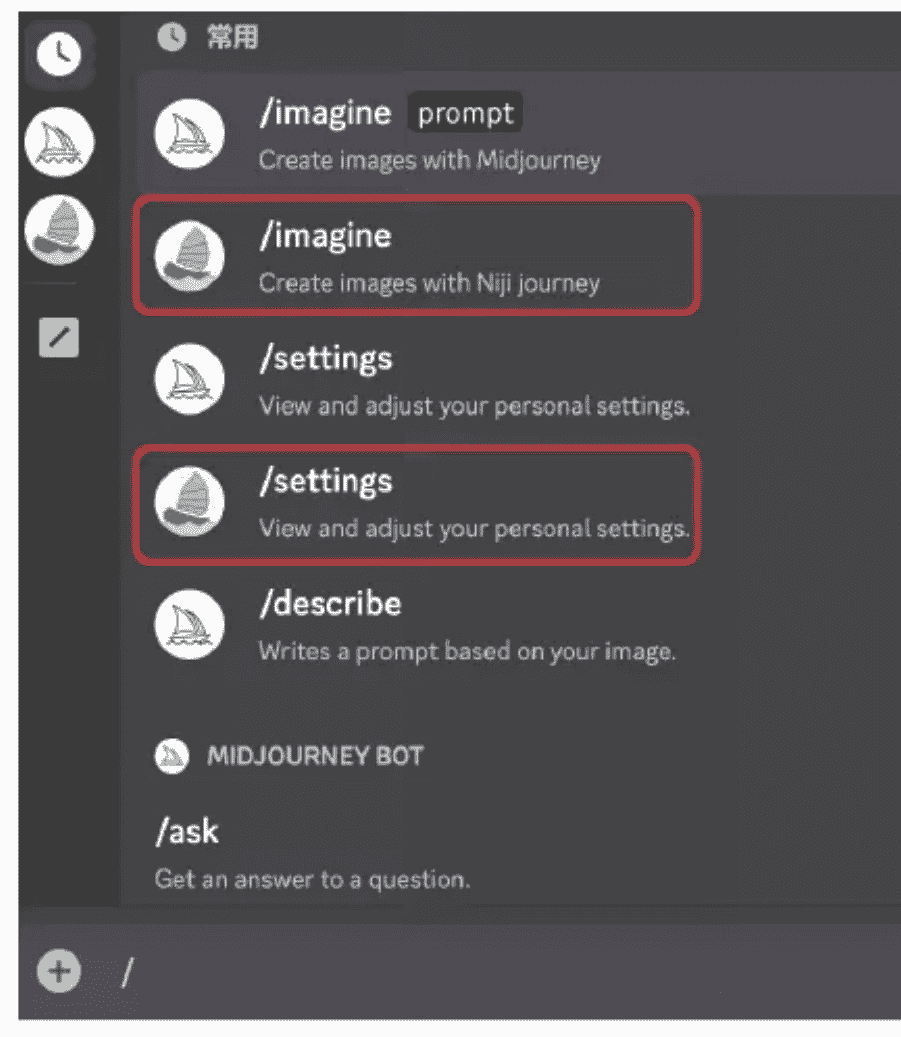 常用
/imagine prompt
Create images with Midjourney
/imagine
Create images with Niji journey
/settings
View and adjust your personal settings.
/settings
View and adjust your personal settings.
/describe
Writes a prompt based on your image.
MIDJOURNEY BOT
/ask
Get an answer to a question.
/